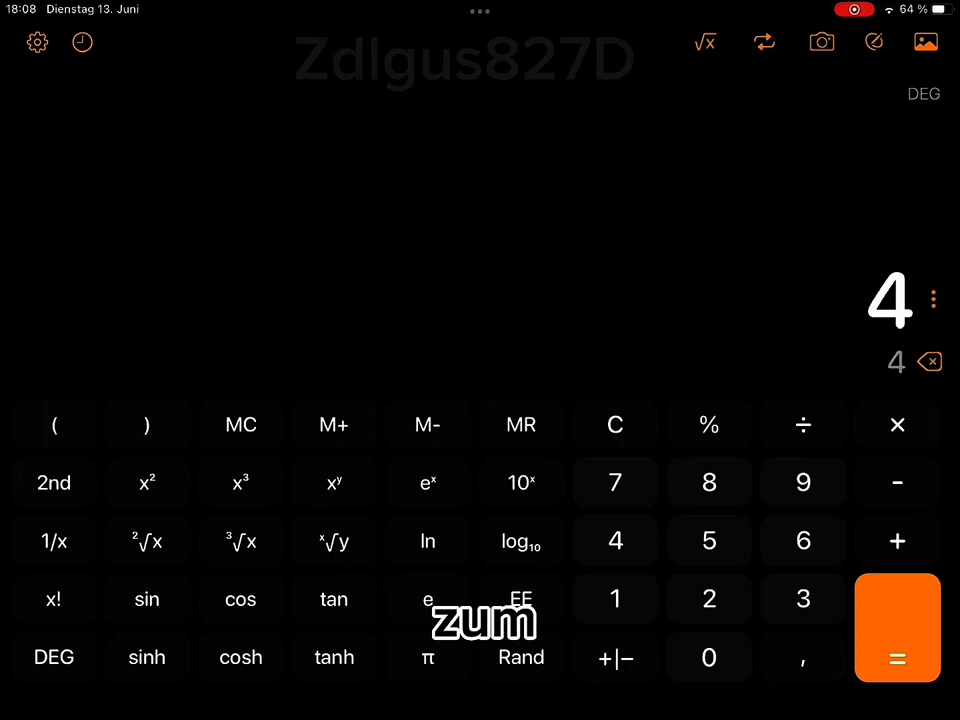 18:08 Dienstag 13. Juni
64 %
Zdlgus827D
√x
DEG
4
4
( ) MC M+ M- MR C % ÷ ×
2nd x² x³ xʸ eˣ 10ˣ 7 8 9 -
1/x ²√x ³√x ˣ√y ln log₁₀ 4 5 6 +
x! sin cos tan e EE 1 2 3
zum
DEG sinh cosh tanh π Rand +|− 0 , =